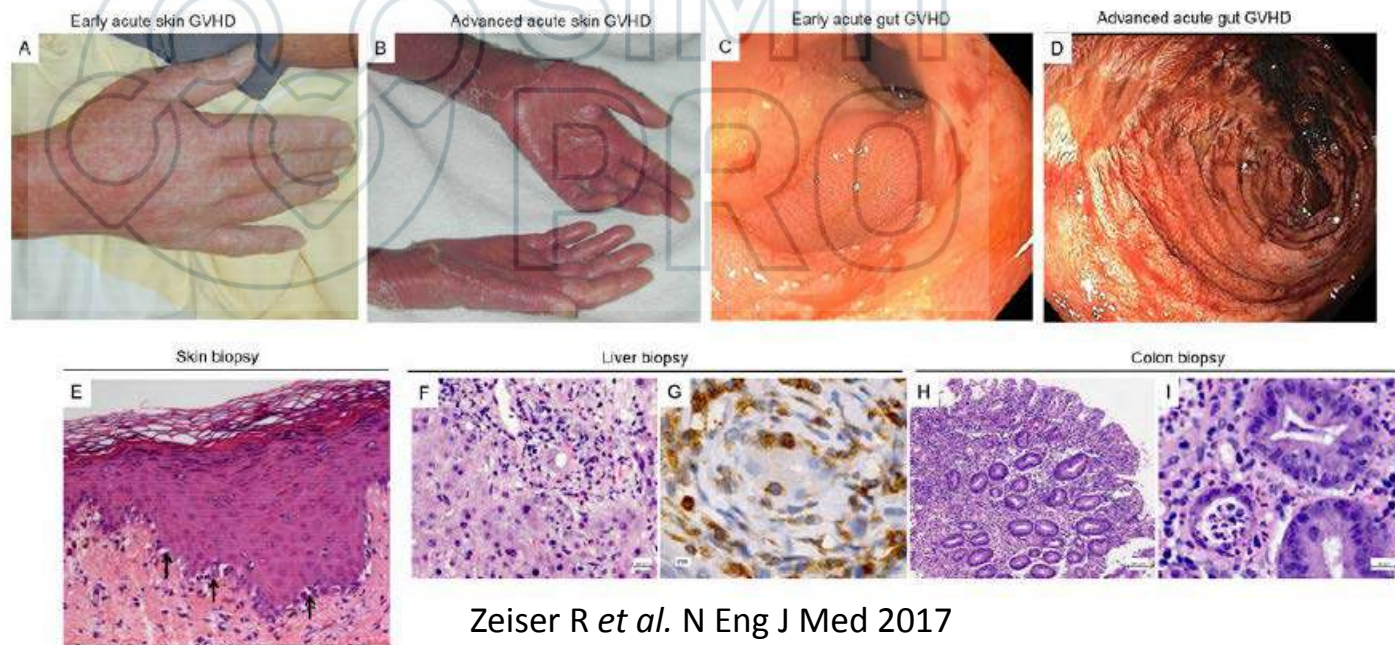 Early acute skin GVHD
Advanced acute skin GVHD
Early acute gut GVHD
Advanced acute gut GVHD
A
B
C
D
PRO
Skin biopsy
Liver biopsy
Colon biopsy
E
F
G
H
I
Zeiser R et al. N Eng J Med 2017